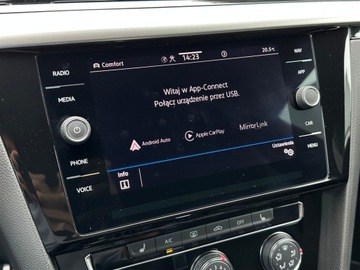 Comfort 14:23 20.5°C
RADIO
NAV
Witaj w App-Connect
APP
MEDIA
Połącz urządzenie przez USB.
Android Auto Apple CarPlay MirrorLink
CAR
PHONE
Ustawienia
MENU
Info
VOICE
A/C